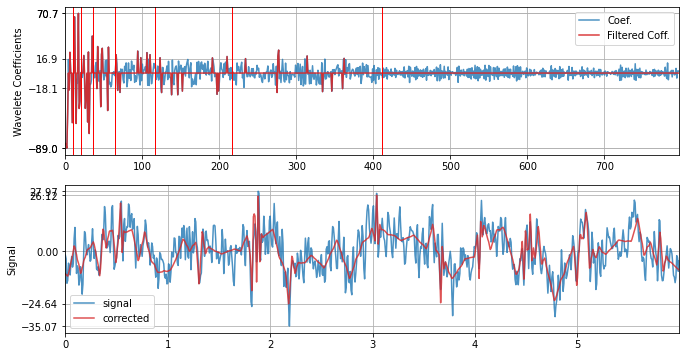 70.7
16.9
−18.1
−89.0
Wavelete Coefficients
Coef.
Filtered Coff.
0 100 200 300 400 500 600 700
27.97
26.12
0.00
−24.64
−35.07
Signal
signal
corrected
0 1 2 3 4 5